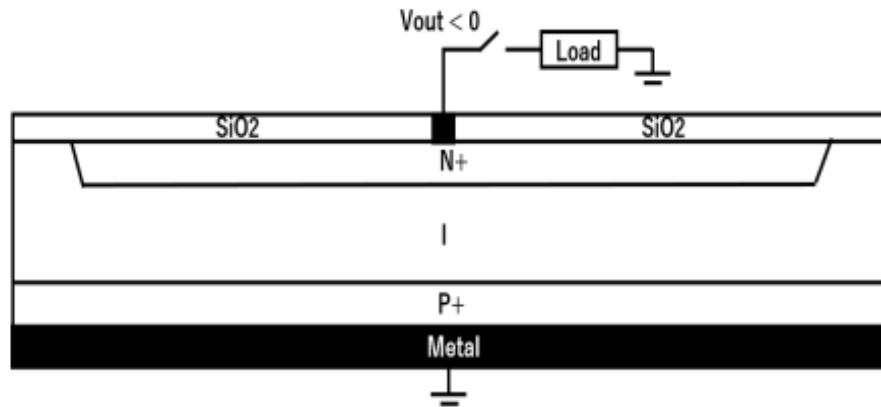 Vout < 0
Load
SiO2 SiO2
N+
I
P+
Metal